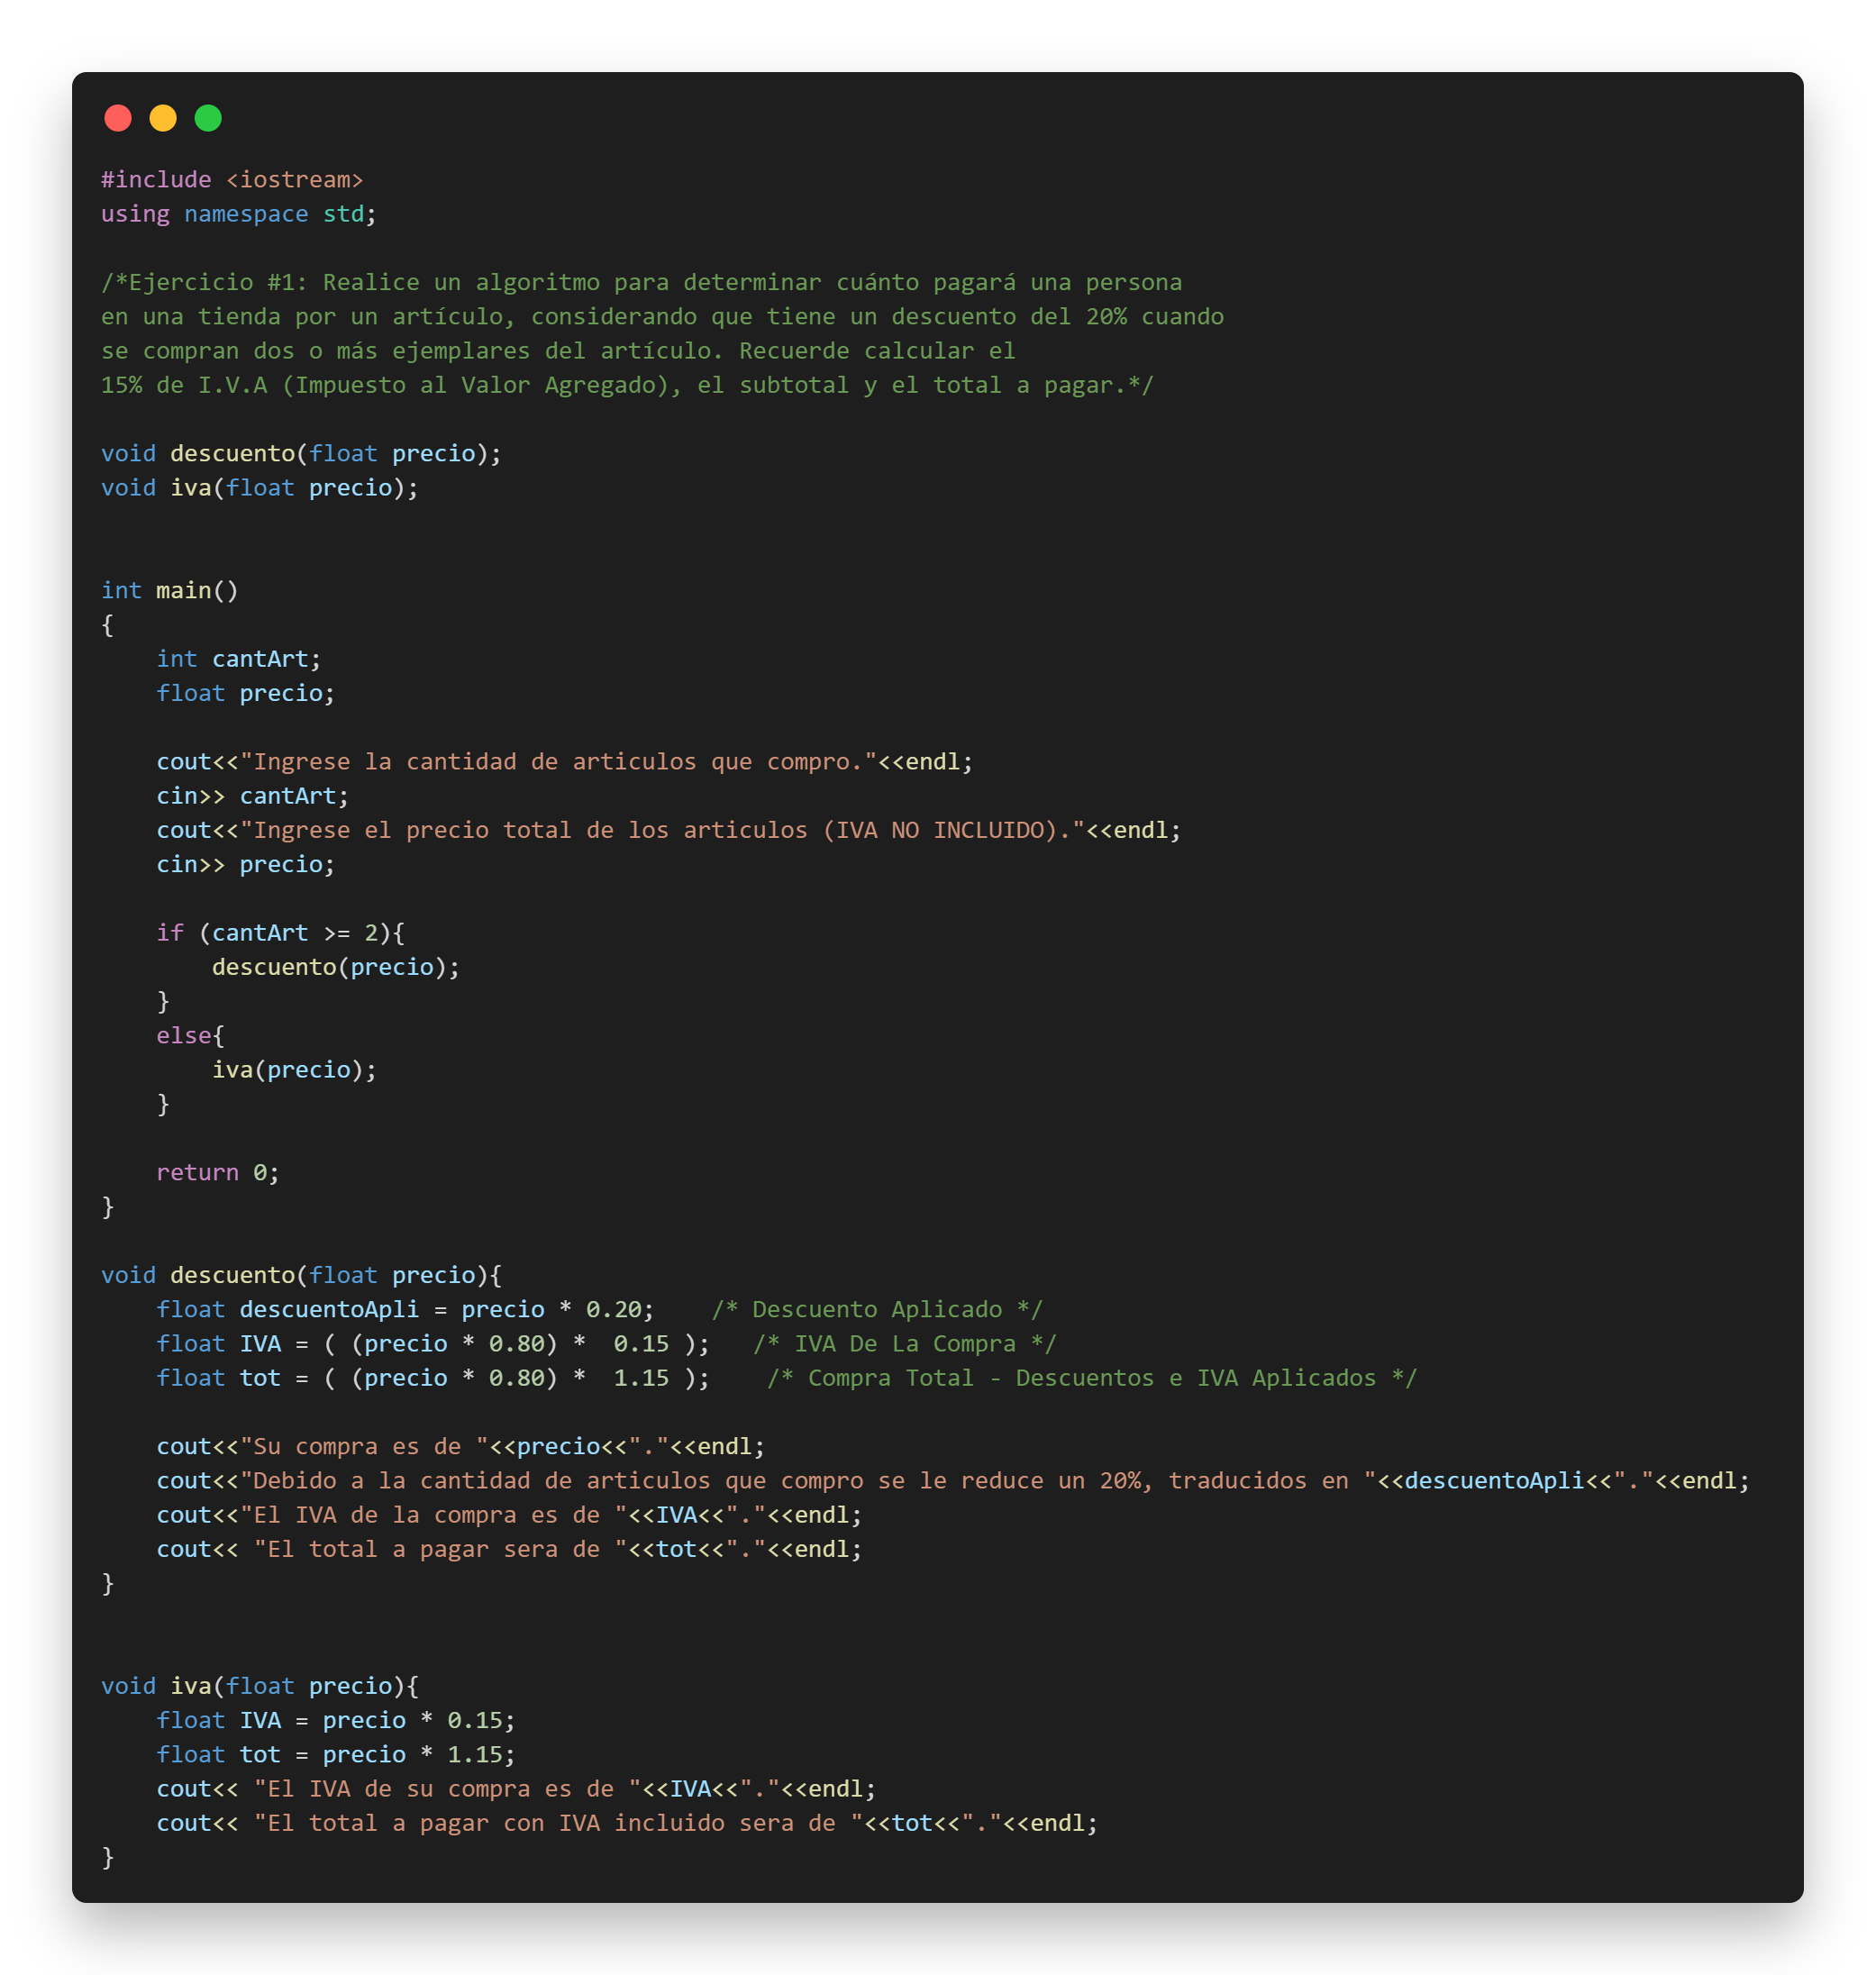 #include <iostream>
using namespace std;

/*Ejercicio #1: Realice un algoritmo para determinar cuánto pagará una persona
en una tienda por un artículo, considerando que tiene un descuento del 20% cuando
se compran dos o más ejemplares del artículo. Recuerde calcular el
15% de I.V.A (Impuesto al Valor Agregado), el subtotal y el total a pagar.*/

void descuento(float precio);
void iva(float precio);


int main()
{
    int cantArt;
    float precio;

    cout<<"Ingrese la cantidad de articulos que compro."<<endl;
    cin>> cantArt;
    cout<<"Ingrese el precio total de los articulos (IVA NO INCLUIDO)."<<endl;
    cin>> precio;

    if (cantArt >= 2){
        descuento(precio);
    }
    else{
        iva(precio);
    }

    return 0;
}

void descuento(float precio){
    float descuentoApli = precio * 0.20;    /* Descuento Aplicado */
    float IVA = ( (precio * 0.80) *  0.15 );   /* IVA De La Compra */
    float tot = ( (precio * 0.80) *  1.15 );    /* Compra Total - Descuentos e IVA Aplicados */

    cout<<"Su compra es de "<<precio<<"."<<endl;
    cout<<"Debido a la cantidad de articulos que compro se le reduce un 20%, traducidos en "<<descuentoApli<<"."<<endl;
    cout<<"El IVA de la compra es de "<<IVA<<"."<<endl;
    cout<< "El total a pagar sera de "<<tot<<"."<<endl;
}


void iva(float precio){
    float IVA = precio * 0.15;
    float tot = precio * 1.15;
    cout<< "El IVA de su compra es de "<<IVA<<"."<<endl;
    cout<< "El total a pagar con IVA incluido sera de "<<tot<<"."<<endl;
}